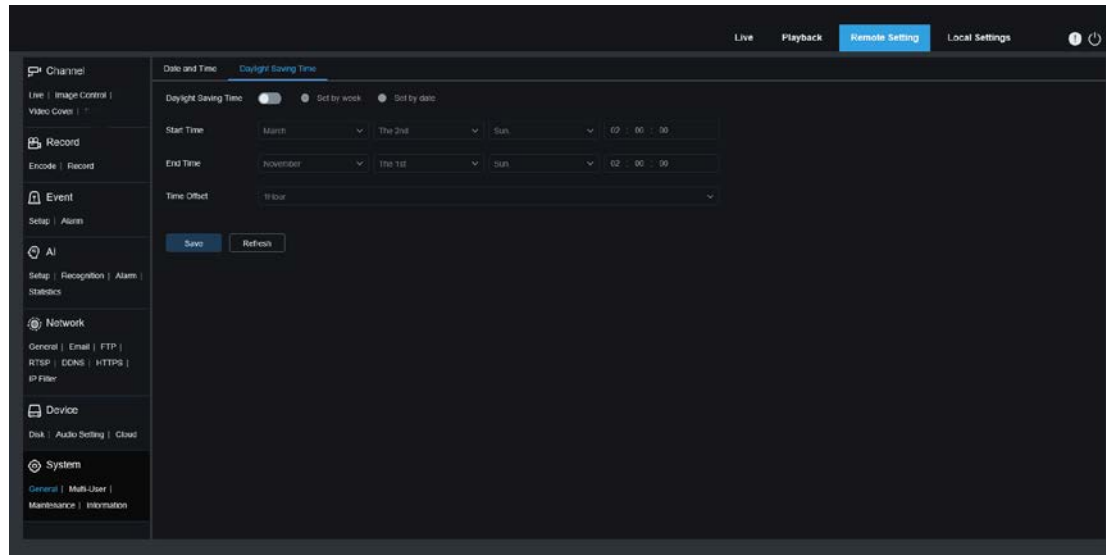 Live Playback Remote Setting Local Settings
Channel
Live | Image Control |
Video Cover |
Record
Encode | Record
Event
Setup | Alarm
AI
Setup | Recognition | Alarm |
Statistics
Network
General | Email | FTP |
RTSP | DDNS | HTTPS |
IP Filter
Device
Disk | Audio Setting | Cloud
System
General | Multi-User |
Maintenance | Information
Date and Time Daylight Saving Time
Daylight Saving Time Set by week Set by date
Start Time March The 2nd Sun. 02 : 00 : 00
End Time November The 1st Sun. 02 : 00 : 00
Time Offset 1Hour
Save Refresh